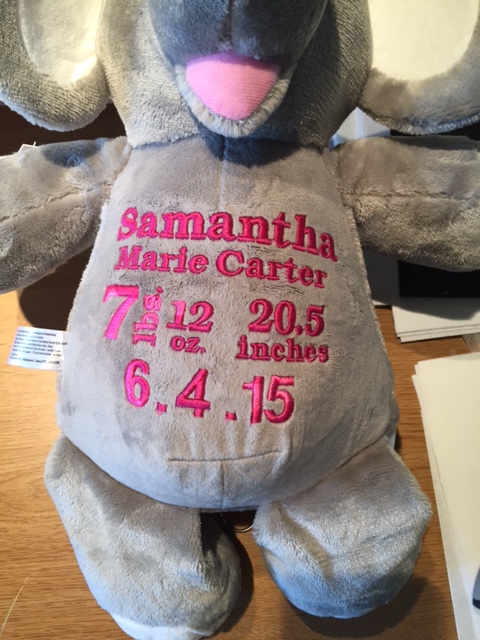 Samantha
Marie Carter
7 lbs. 12 oz. 20.5 inches
6.4.15